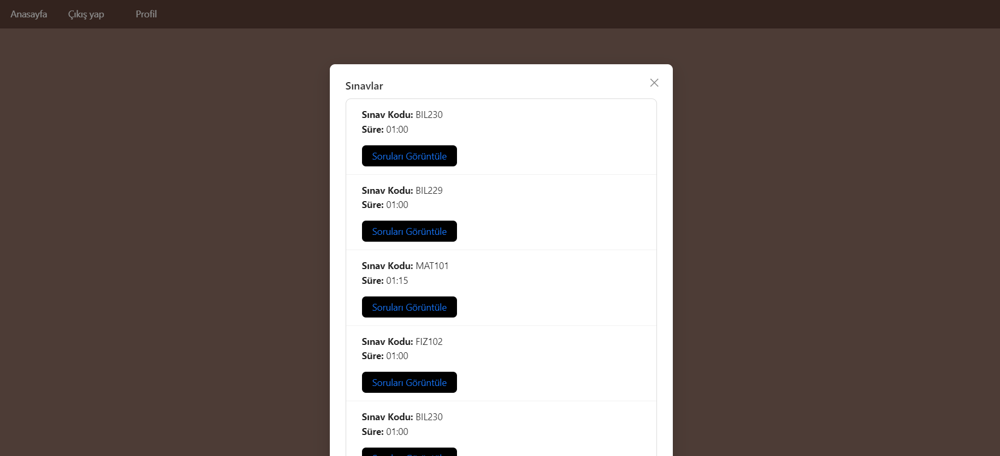 Anasayfa Çıkış yap Profil
Sınavlar
Sınav Kodu: BIL230
Süre: 01:00
Soruları Görüntüle
Sınav Kodu: BIL229
Süre: 01:00
Soruları Görüntüle
Sınav Kodu: MAT101
Süre: 01:15
Soruları Görüntüle
Sınav Kodu: FIZ102
Süre: 01:00
Soruları Görüntüle
Sınav Kodu: BIL230
Süre: 01:00